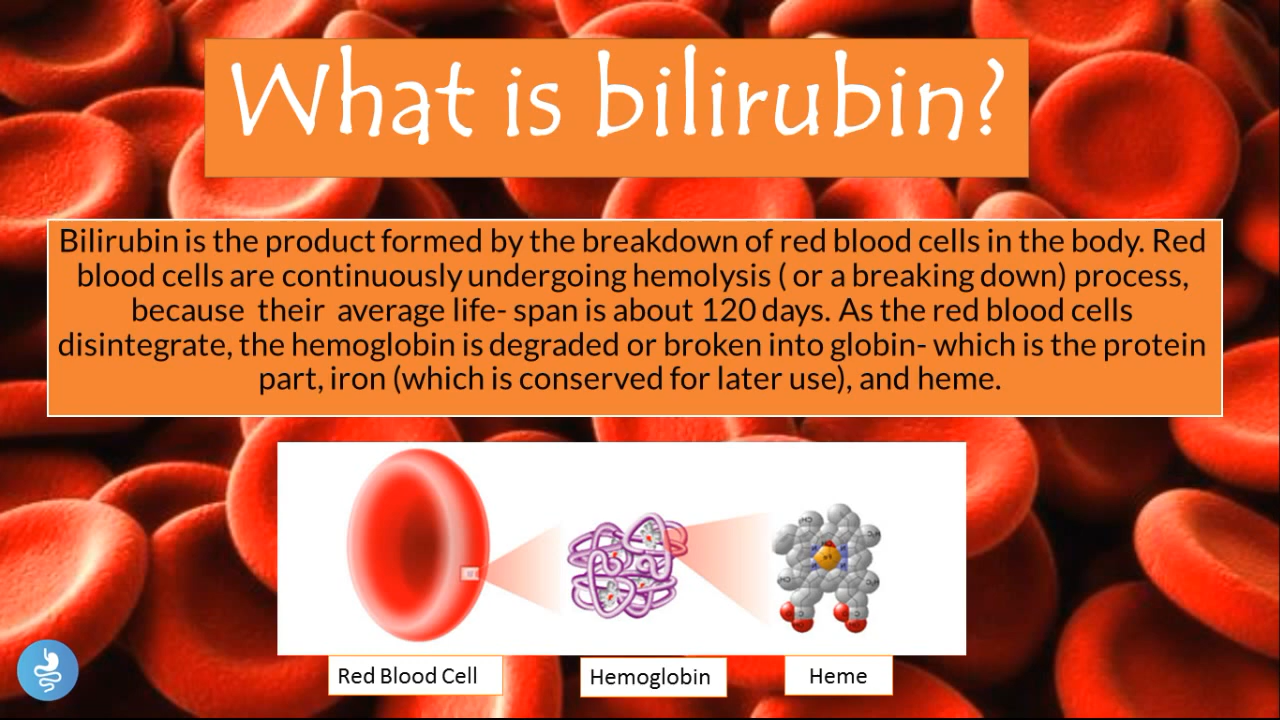 What is bilirubin?
Bilirubin is the product formed by the breakdown of red blood cells in the body. Red
blood cells are continuously undergoing hemolysis ( or a breaking down) process,
because their average life- span is about 120 days. As the red blood cells
disintegrate, the hemoglobin is degraded or broken into globin- which is the protein
part, iron (which is conserved for later use), and heme.
Red Blood Cell
Hemoglobin
Heme